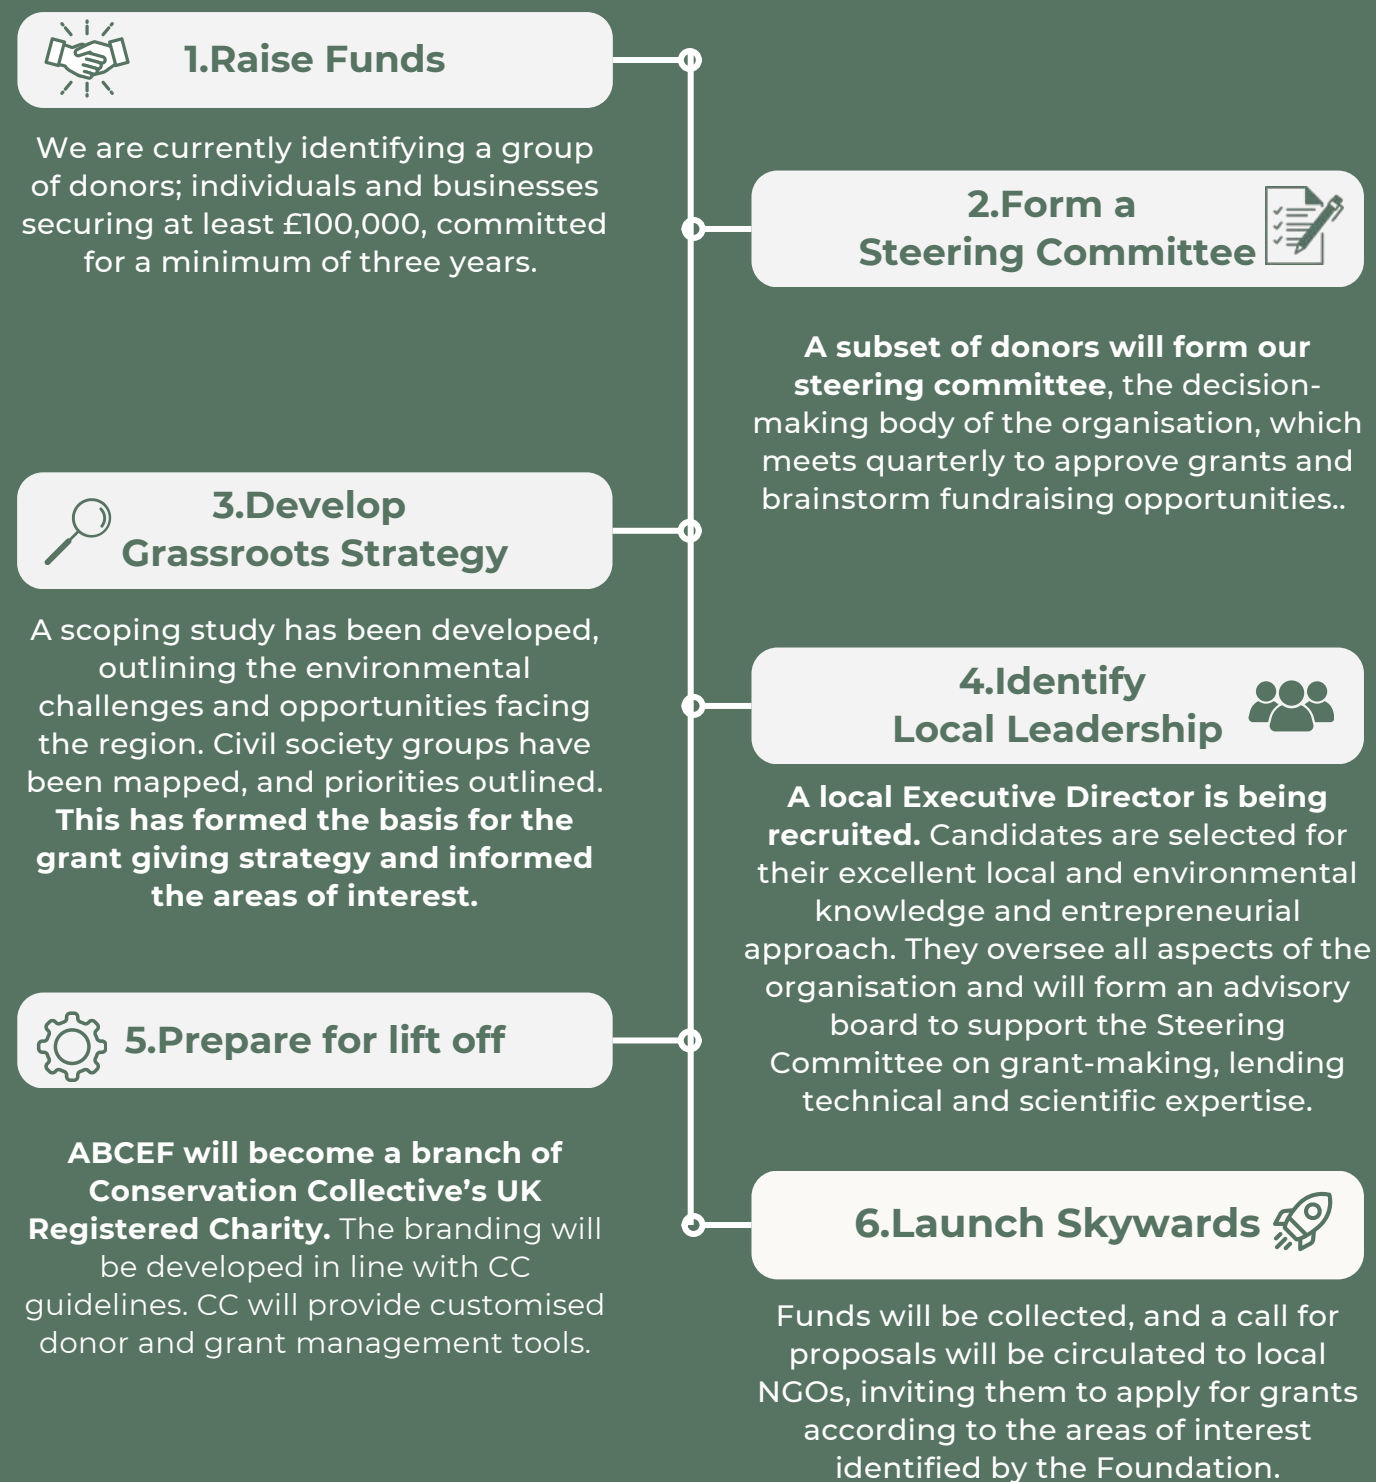 1.Raise Funds
We are currently identifying a group
of donors; individuals and businesses
securing at least £100,000, committed
for a minimum of three years.
2.Form a
Steering Committee
A subset of donors will form our
steering committee, the decision-
making body of the organisation, which
meets quarterly to approve grants and
brainstorm fundraising opportunities..
3.Develop
Grassroots Strategy
A scoping study has been developed,
outlining the environmental
challenges and opportunities facing
the region. Civil society groups have
been mapped, and priorities outlined.
This has formed the basis for the
grant giving strategy and informed
the areas of interest.
4.Identify
Local Leadership
A local Executive Director is being
recruited. Candidates are selected for
their excellent local and environmental
knowledge and entrepreneurial
approach. They oversee all aspects of the
organisation and will form an advisory
board to support the Steering
Committee on grant-making, lending
technical and scientific expertise.
5.Prepare for lift off
ABCEF will become a branch of
Conservation Collective’s UK
Registered Charity. The branding will
be developed in line with CC
guidelines. CC will provide customised
donor and grant management tools.
6.Launch Skywards
Funds will be collected, and a call for
proposals will be circulated to local
NGOs, inviting them to apply for grants
according to the areas of interest
identified by the Foundation.